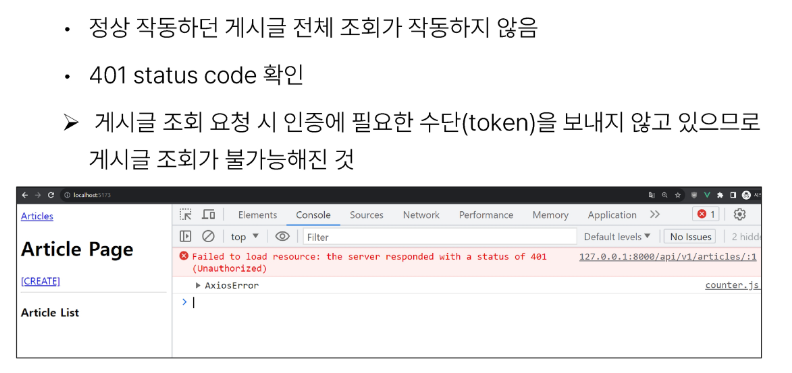 • 정상 작동하던 게시글 전체 조회가 작동하지 않음
• 401 status code 확인
➢ 게시글 조회 요청 시 인증에 필요한 수단(token)을 보내지 않고 있으므로
게시글 조회가 불가능해진 것
localhost:5173
Articles
Elements Console Sources Network Performance Memory Application 1
top Filter Default levels No Issues 2 hidde
Article Page
Failed to load resource: the server responded with a status of 401 127.0.0.1:8000/api/v1/articles/:1
(Unauthorized)
[CREATE]
AxiosError counter.js
Article List